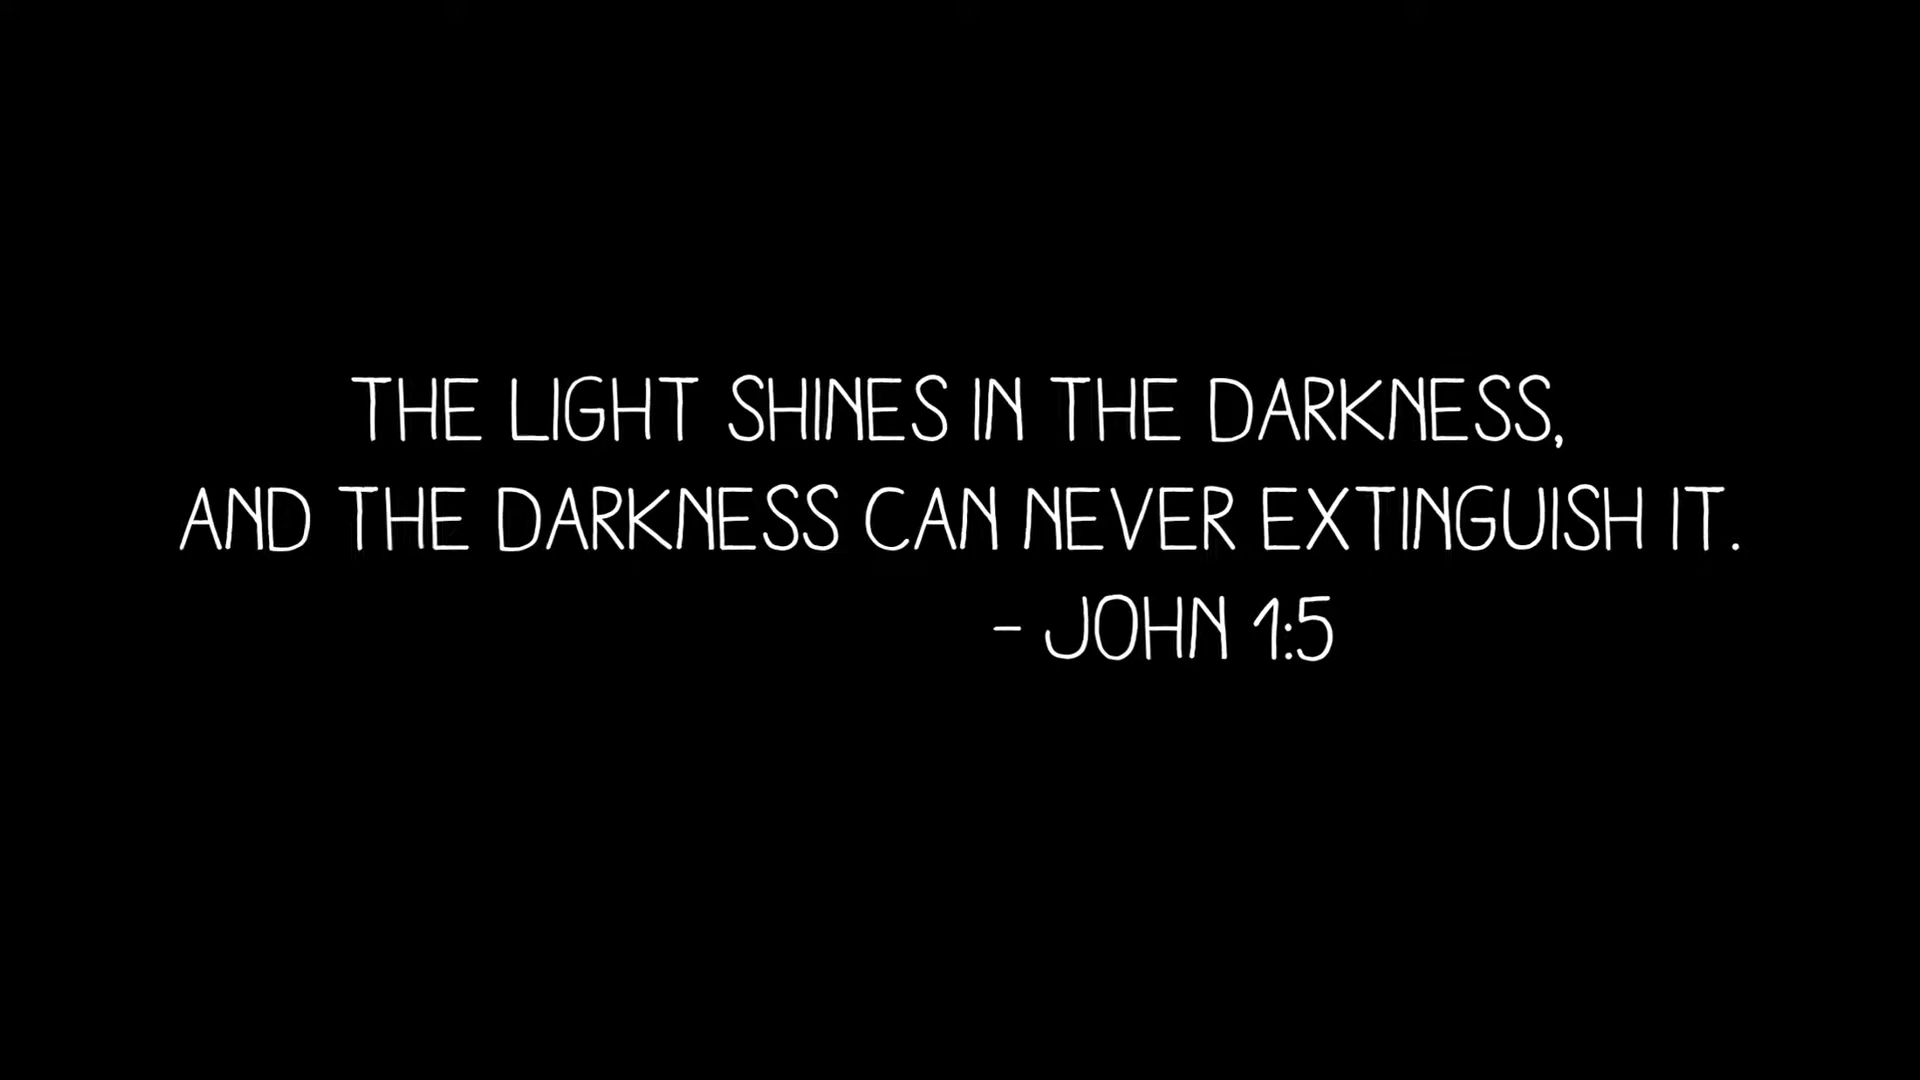 THE LIGHT SHINES IN THE DARKNESS,
AND THE DARKNESS CAN NEVER EXTINGUISH IT.
- JOHN 1:5